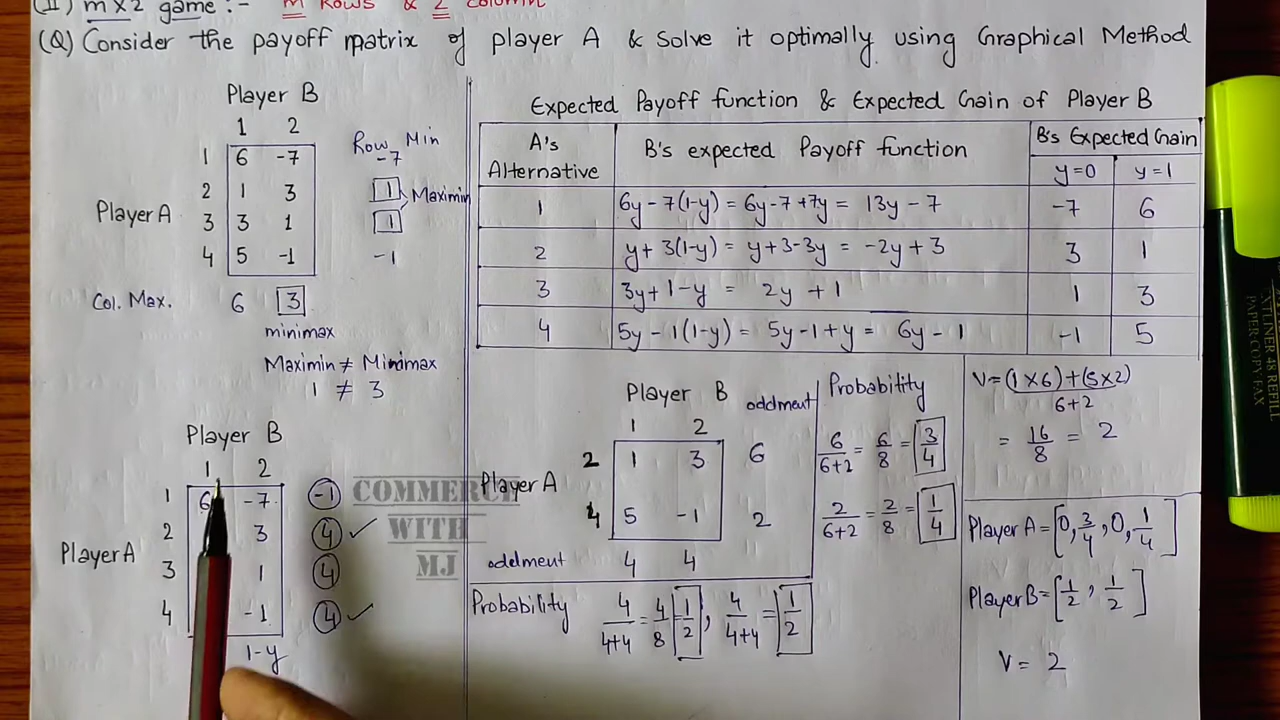 (II) m x 2 game :- m Rows & 2 column
(Q) Consider the payoff matrix of player A & Solve it optimally using Graphical Method
Player B
1 2
Row Min
1 6 -7 -7
2 1 3 1
Player A
Maximin
3 3 1 1
4 5 -1 -1
Col. Max. 6 3
minimax
Maximin ≠ Minimax
1 ≠ 3
Player B
1 2
1 6 -7 -1
2 3 4 ✓
Player A
3 1 4
4 -1 4 ✓
1-y
Expected Payoff function & Expected Gain of Player B
A's Alternative
B's expected Payoff function
B's Expected Gain
y=0 y=1
1 6y - 7(1-y) = 6y - 7 + 7y = 13y - 7 -7 6
2 y + 3(1-y) = y + 3 - 3y = -2y + 3 3 1
3 3y + 1 - y = 2y + 1 1 3
4 5y - 1(1-y) = 5y - 1 + y = 6y - 1 -1 5
Player B oddment
1 2
2 1 3 6
Player A
4 5 -1 2
oddment 4 4
Probability
6/6+2 = 6/8 = 3/4
2/6+2 = 2/8 = 1/4
Probability 4/4+4 = 4/8 = 1/2, 4/4+4 = 1/2
V = (1 x 6) + (5 x 2)
6+2
= 16/8 = 2
Player A = [0, 3/4, 0, 1/4]
Player B = [1/2, 1/2]
V = 2
COMMERCE
WITH
MJ
REFILL
PAPER·COPY·FAX